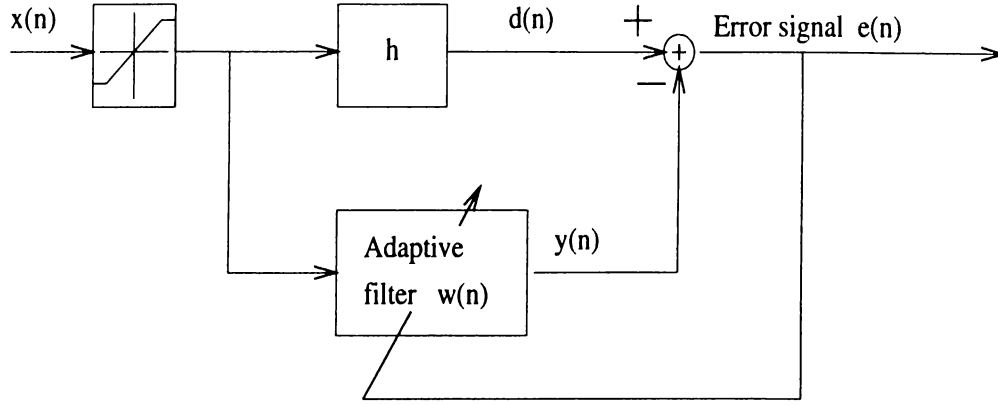 x(n)
d(n)
+
Error signal e(n)
h
+
−
Adaptive
filter w(n)
y(n)